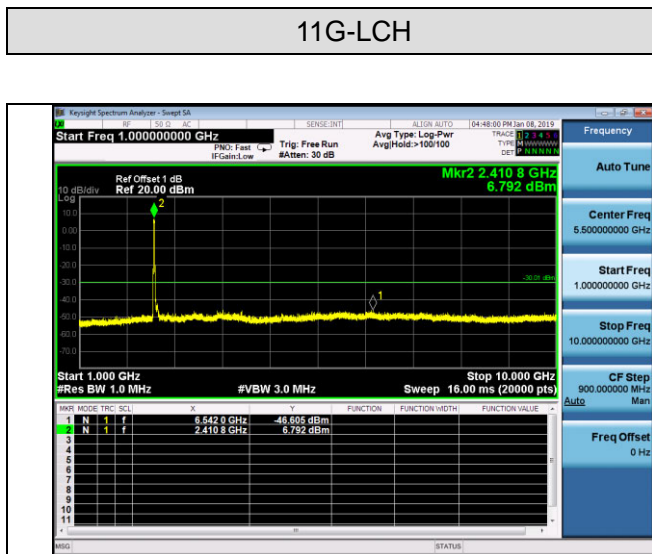 11G-LCH
Keysight Spectrum Analyzer - Swept SA
RF 50 Ω AC SENSE:INT ALIGN AUTO 04:48:00 PM Jan 08, 2019
Start Freq 1.000000000 GHz
PNO: Fast
IFGain:Low
Trig: Free Run
#Atten: 30 dB
Avg Type: Log-Pwr
Avg|Hold:>100/100
TRACE 1 2 3 4 5 6
TYPE M WWWWW
DET P N N N N N
Frequency
Auto Tune
Center Freq
5.500000000 GHz
Start Freq
1.000000000 GHz
Stop Freq
10.000000000 GHz
CF Step
900.000000 MHz
Auto Man
Freq Offset
0 Hz
Ref Offset 1 dB
10 dB/div Ref 20.00 dBm
Log
Mkr2 2.410 8 GHz
6.792 dBm
10.0
0.00
-10.0
-20.0
-30.0
-40.0
-50.0
-60.0
-70.0
2
1
-30.01 dBm
Start 1.000 GHz Stop 10.000 GHz
#Res BW 1.0 MHz #VBW 3.0 MHz Sweep 16.00 ms (20000 pts)
MKR MODE TRC SCL X Y FUNCTION FUNCTION WIDTH FUNCTION VALUE
1 N 1 f 6.542 0 GHz -46.605 dBm
2 N 1 f 2.410 8 GHz 6.792 dBm
3
4
5
6
7
8
9
10
11
MSG STATUS